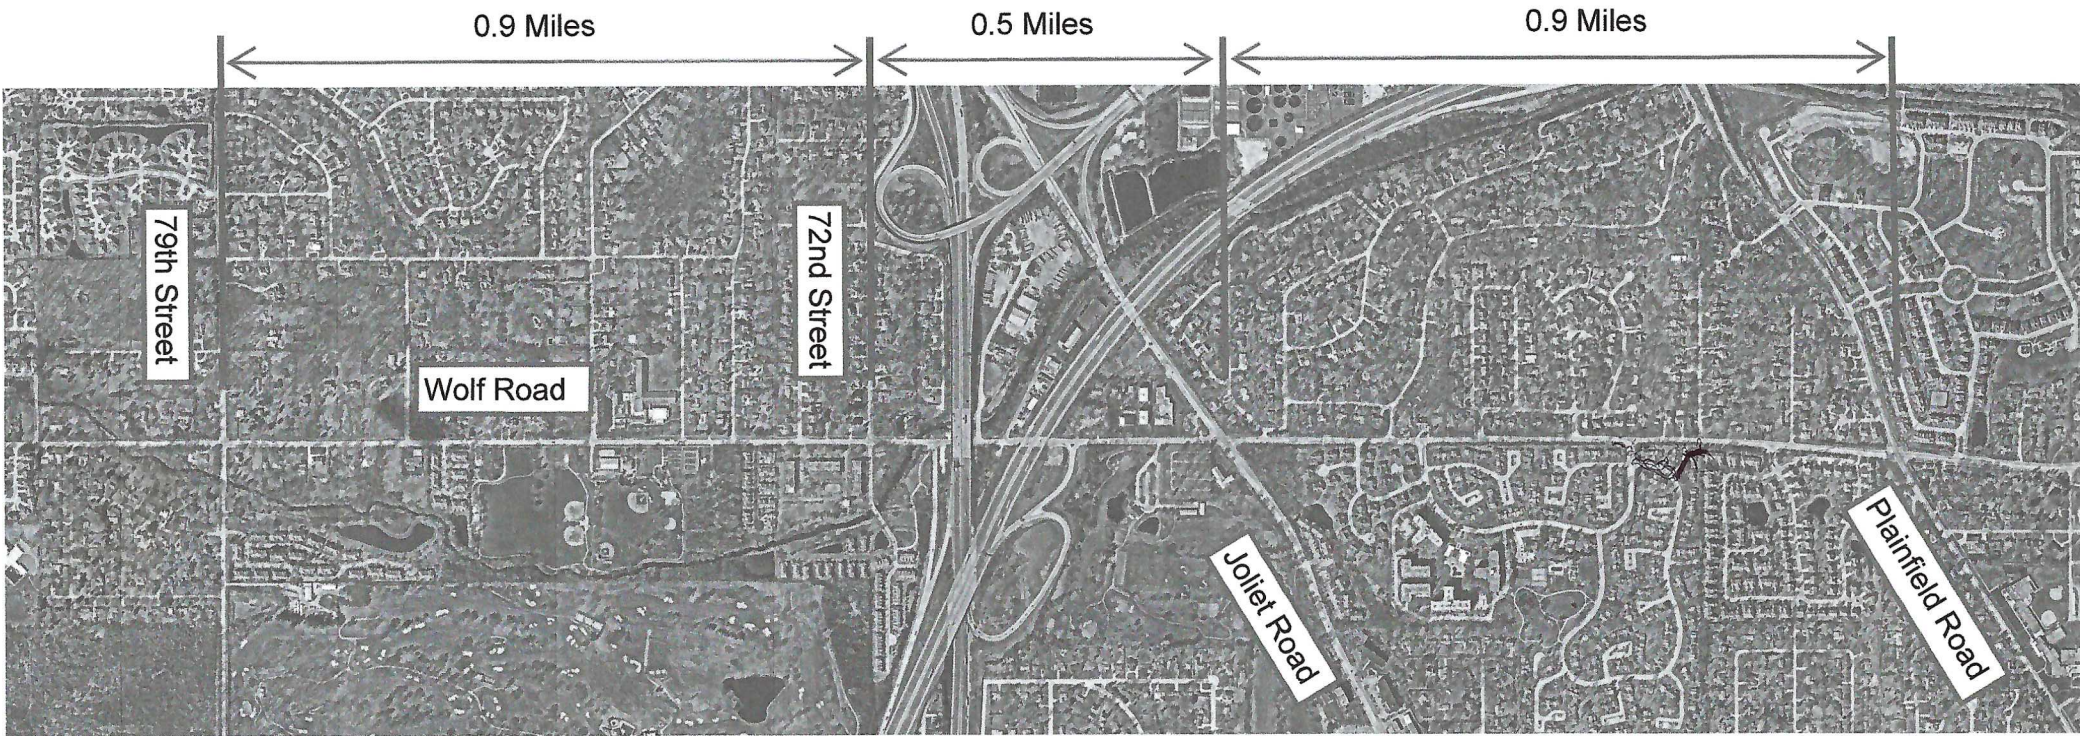 0.9 Miles
0.5 Miles
0.9 Miles
79th Street
72nd Street
Wolf Road
Joliet Road
Plainfield Road